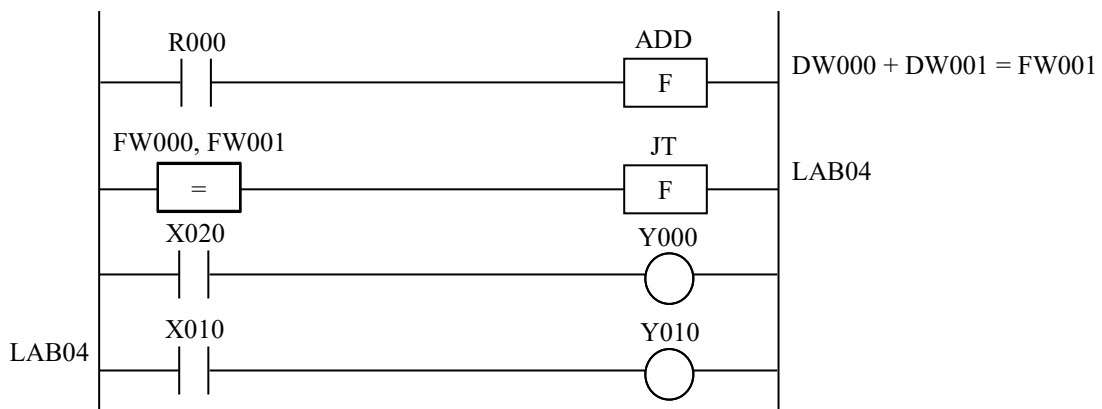 R000 ADD
F DW000 + DW001 = FW001
FW000, FW001 JT
= F LAB04
X020 Y000
X010 Y010
LAB04